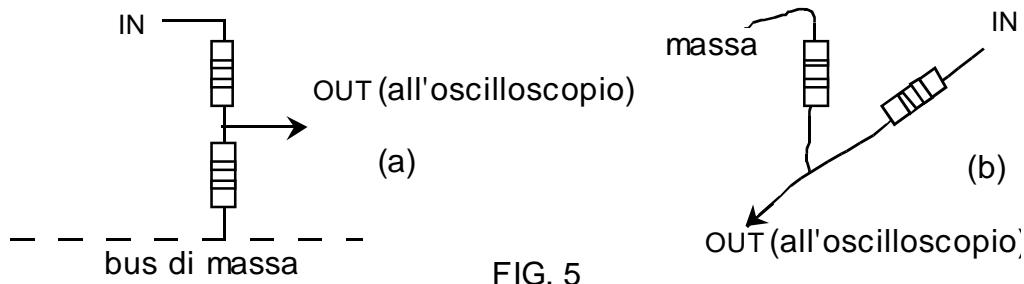 IN
OUT (all'oscilloscopio)
(a)
bus di massa
massa
IN
(b)
OUT (all'oscilloscopio)
FIG. 5